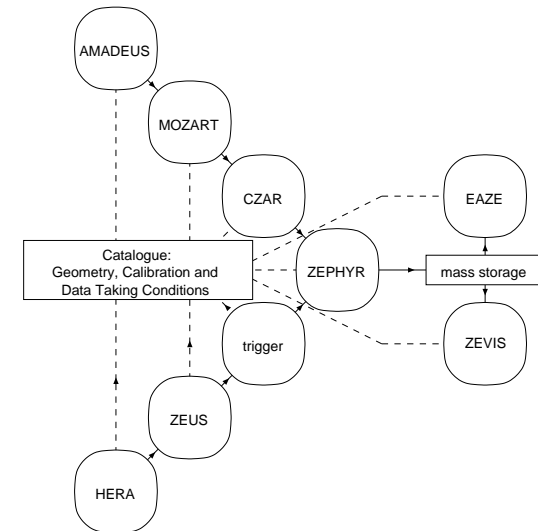 AMADEUS
MOZART
CZAR
EAZE
Catalogue:
Geometry, Calibration and
Data Taking Conditions
ZEPHYR
mass storage
trigger
ZEVIS
ZEUS
HERA